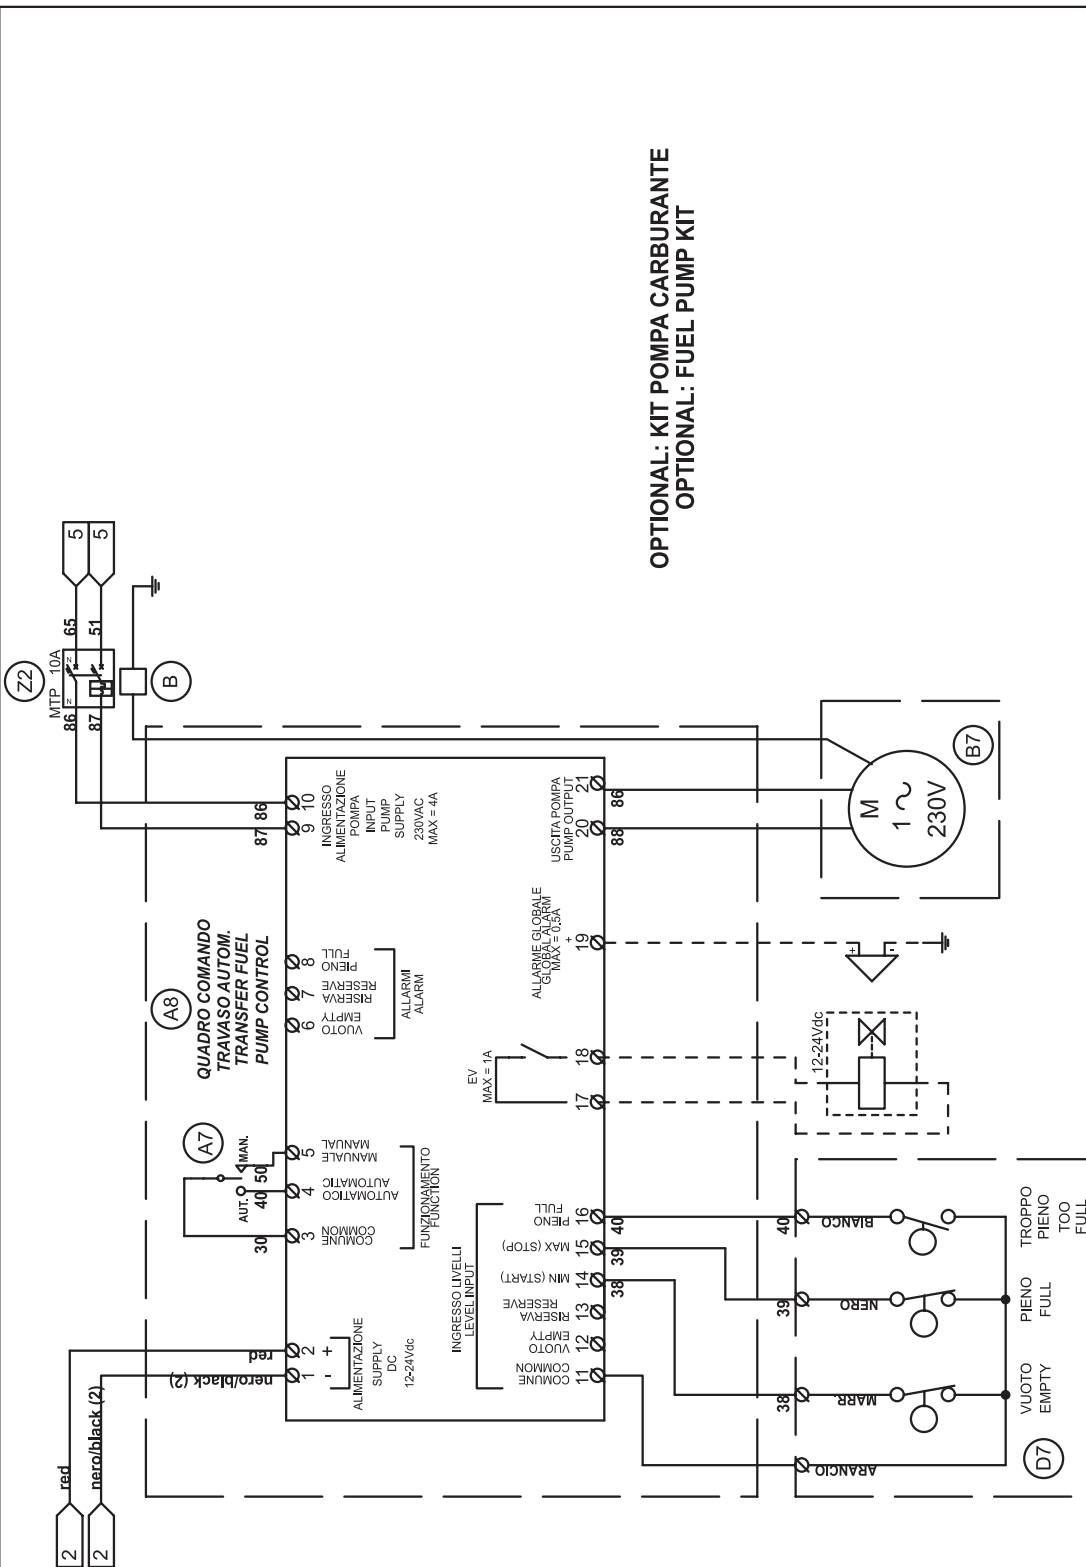 2
2
red
nero/black (2)
nero/black (2)
red
Z2
MTP 10A
N
N
86
87
65
51
5
5
B
A8
QUADRO COMANDO
TRAVASO AUTOM.
TRANSFER FUEL
PUMP CONTROL
A7
AUT.
MAN.
30
40
50
87
86
1
2
3
4
5
6
7
8
9
10
-
+
ALIMENTAZIONE
SUPPLY
DC
12-24Vdc
COMUNE
COMMON
AUTOMATICO
AUTOMATIC
MANUALE
MANUAL
FUNZIONAMENTO
FUNCTION
VUOTO
EMPTY
RISERVA
RESERVE
PIENO
FULL
ALLARMI
ALARM
INGRESSO
ALIMENTAZIONE
POMPA
INPUT
PUMP
SUPPLY
230VAC
MAX = 4A
INGRESSO LIVELLI
LEVEL INPUT
COMUNE
COMMON
VUOTO
EMPTY
RISERVA
RESERVE
MIN (START)
MAX (STOP)
PIENO
FULL
EV
MAX = 1A
ALLARME GLOBALE
GLOBAL ALARM
MAX = 0.5A
+
USCITA POMPA
PUMP OUTPUT
11
12
13
14
15
16
17
18
19
20
21
38
39
40
88
86
12-24Vdc
+
-
M
1
230V
B7
38
39
40
ARANCIO
MARR.
NERO
BIANCO
D7
VUOTO
EMPTY
PIENO
FULL
TROPPO
PIENO
TOO
FULL
OPTIONAL: KIT POMPA CARBURANTE
OPTIONAL: FUEL PUMP KIT